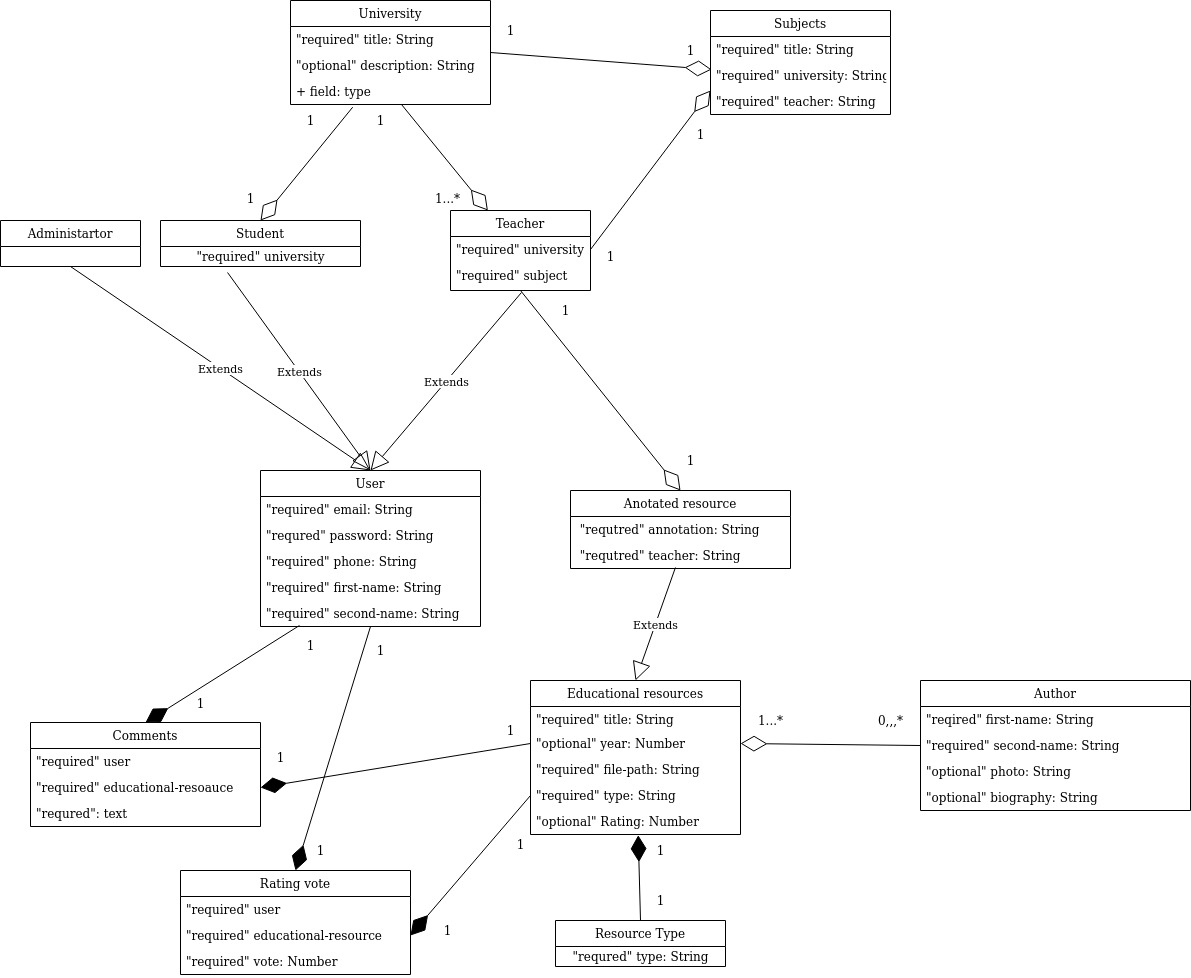 University
"required" title: String
"optional" description: String
+ field: type
Subjects
"required" title: String
"required" university: String
"required" teacher: String
1
1
1
1
1
1
1...*
1
Administartor
Student
"required" university
Teacher
"required" university
"required" subject
1
Extends
Extends
Extends
1
User
"required" email: String
"requred" password: String
"required" phone: String
"required" first-name: String
"required" second-name: String
Anotated resource
"requtred" annotation: String
"requtred" teacher: String
Extends
1
1
1
Comments
"required" user
"required" educational-resoauce
"requred": text
1
1
Educational resources
"required" title: String
"optional" year: Number
"required" file-path: String
"required" type: String
"optional" Rating: Number
1...*
0,,,*
Author
"reqired" first-name: String
"required" second-name: String
"optional" photo: String
"optional" biography: String
1
1
1
1
1
Rating vote
"required" user
"required" educational-resource
"required" vote: Number
Resource Type
"requred" type: String